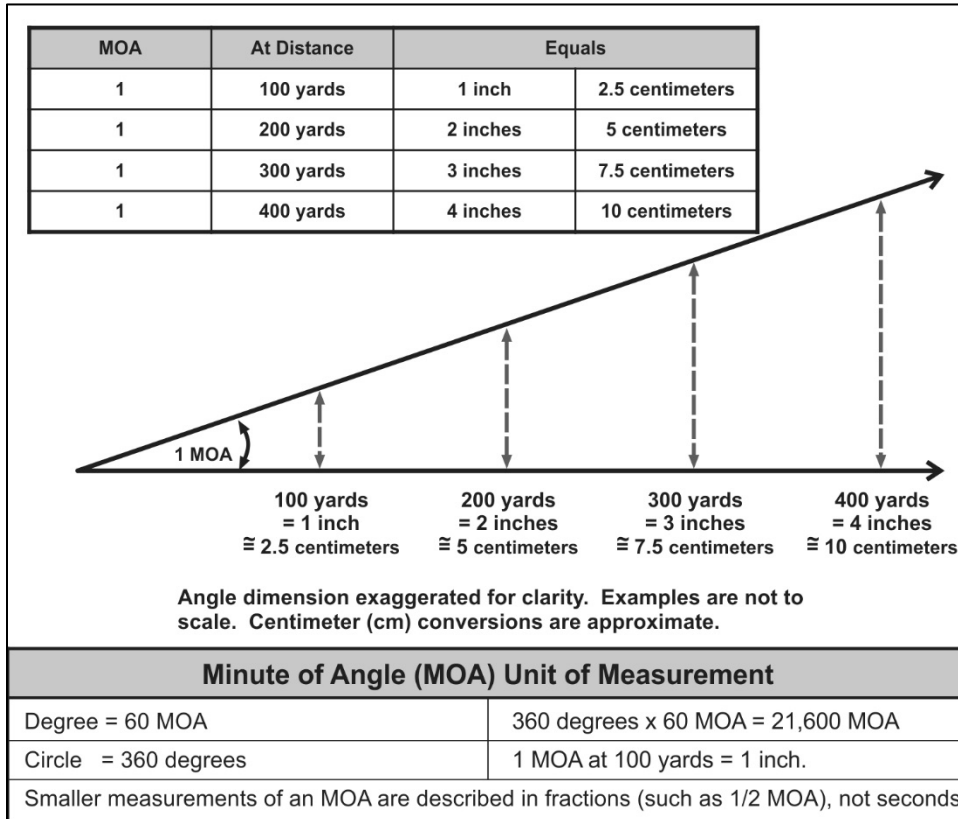 MOA At Distance Equals
1 100 yards 1 inch 2.5 centimeters
1 200 yards 2 inches 5 centimeters
1 300 yards 3 inches 7.5 centimeters
1 400 yards 4 inches 10 centimeters
1 MOA
100 yards
= 1 inch
≅ 2.5 centimeters
200 yards
= 2 inches
≅ 5 centimeters
300 yards
= 3 inches
≅ 7.5 centimeters
400 yards
= 4 inches
≅ 10 centimeters
Angle dimension exaggerated for clarity. Examples are not to
scale. Centimeter (cm) conversions are approximate.
Minute of Angle (MOA) Unit of Measurement
Degree = 60 MOA 360 degrees x 60 MOA = 21,600 MOA
Circle = 360 degrees 1 MOA at 100 yards = 1 inch.
Smaller measurements of an MOA are described in fractions (such as 1/2 MOA), not seconds